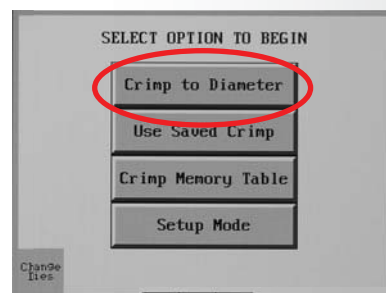 SELECT OPTION TO BEGIN
Crimp to Diameter
Use Saved Crimp
Crimp Memory Table
Setup Mode
Change
Dies